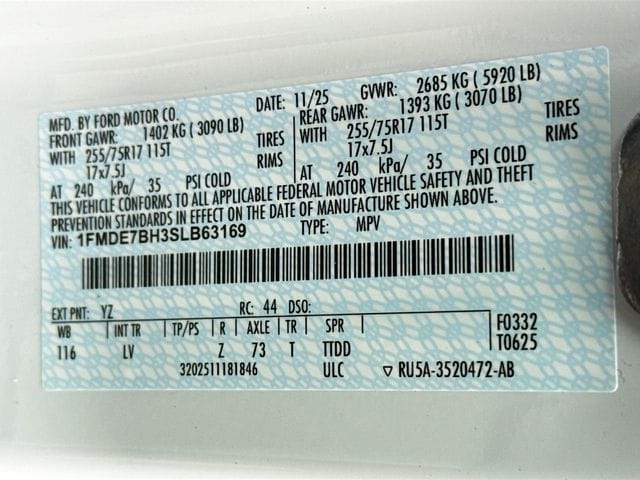 MFD. BY FORD MOTOR CO. DATE: 11/25 GVWR: 2685 KG ( 5920 LB)
FRONT GAWR: 1402 KG ( 3090 LB) REAR GAWR: 1393 KG ( 3070 LB)
WITH 255/75R17 115T TIRES WITH 255/75R17 115T TIRES
17x7.5J RIMS 17x7.5J RIMS
AT 240 kPa/ 35 PSI COLD AT 240 kPa/ 35 PSI COLD
THIS VEHICLE CONFORMS TO ALL APPLICABLE FEDERAL MOTOR VEHICLE SAFETY AND THEFT
PREVENTION STANDARDS IN EFFECT ON THE DATE OF MANUFACTURE SHOWN ABOVE.
VIN: 1FMDE7BH3SLB63169 TYPE: MPV
EXT PNT: YZ RC: 44 DSO:
WB INT TR TP/PS R AXLE TR SPR F0332
116 LV Z 73 T TTDD T0625
3202511181846 ULC ▽ RU5A-3520472-AB